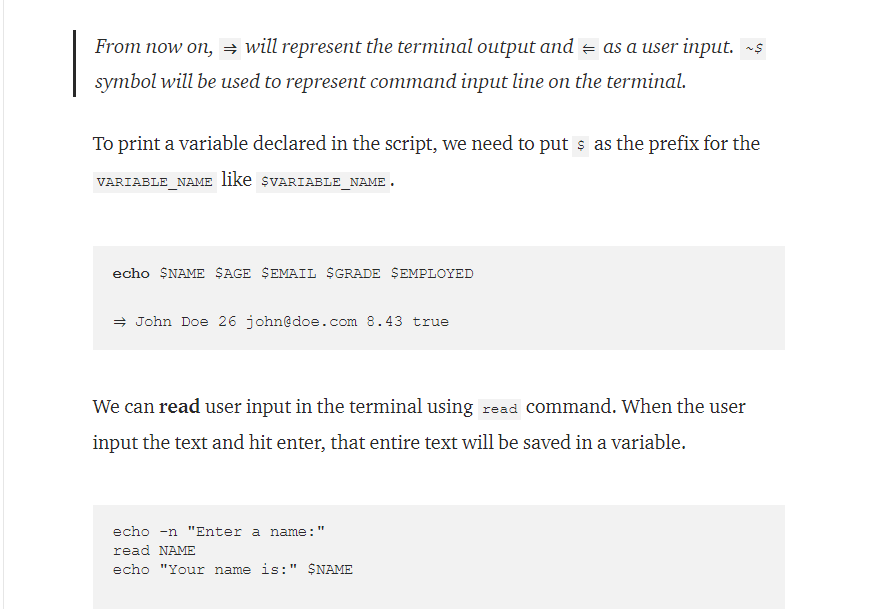 From now on, ⇒ will represent the terminal output and ⇐ as a user input. ~$
symbol will be used to represent command input line on the terminal.
To print a variable declared in the script, we need to put $ as the prefix for the
VARIABLE_NAME like $VARIABLE_NAME.
echo $NAME $AGE $EMAIL $GRADE $EMPLOYED
⇒ John Doe 26 john@doe.com 8.43 true
We can read user input in the terminal using read command. When the user
input the text and hit enter, that entire text will be saved in a variable.
echo -n "Enter a name:"
read NAME
echo "Your name is:" $NAME